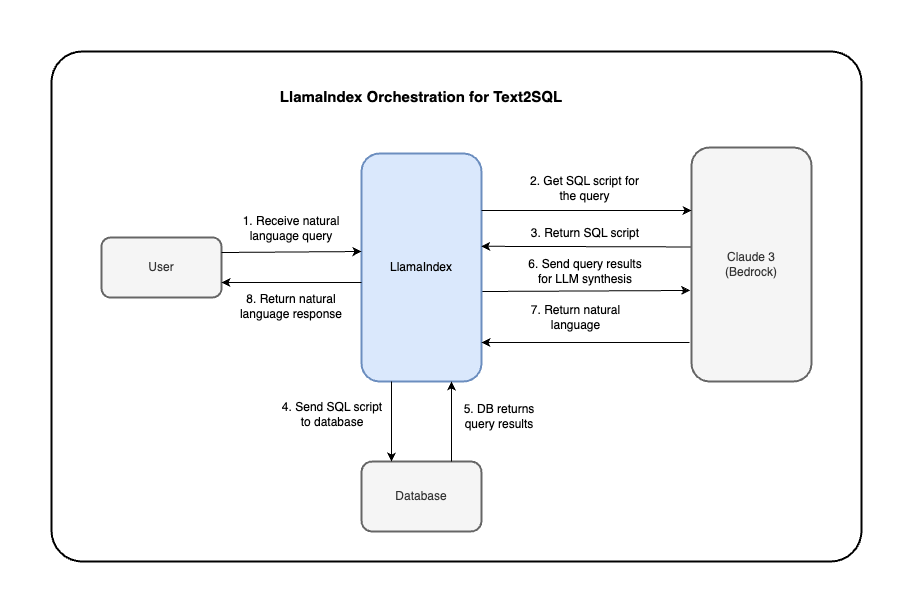 LlamaIndex Orchestration for Text2SQL
2. Get SQL script for
the query
1. Receive natural
language query
3. Return SQL script
User
LlamaIndex
Claude 3
(Bedrock)
6. Send query results
for LLM synthesis
8. Return natural
language response
7. Return natural
language
4. Send SQL script
to database
5. DB returns
query results
Database